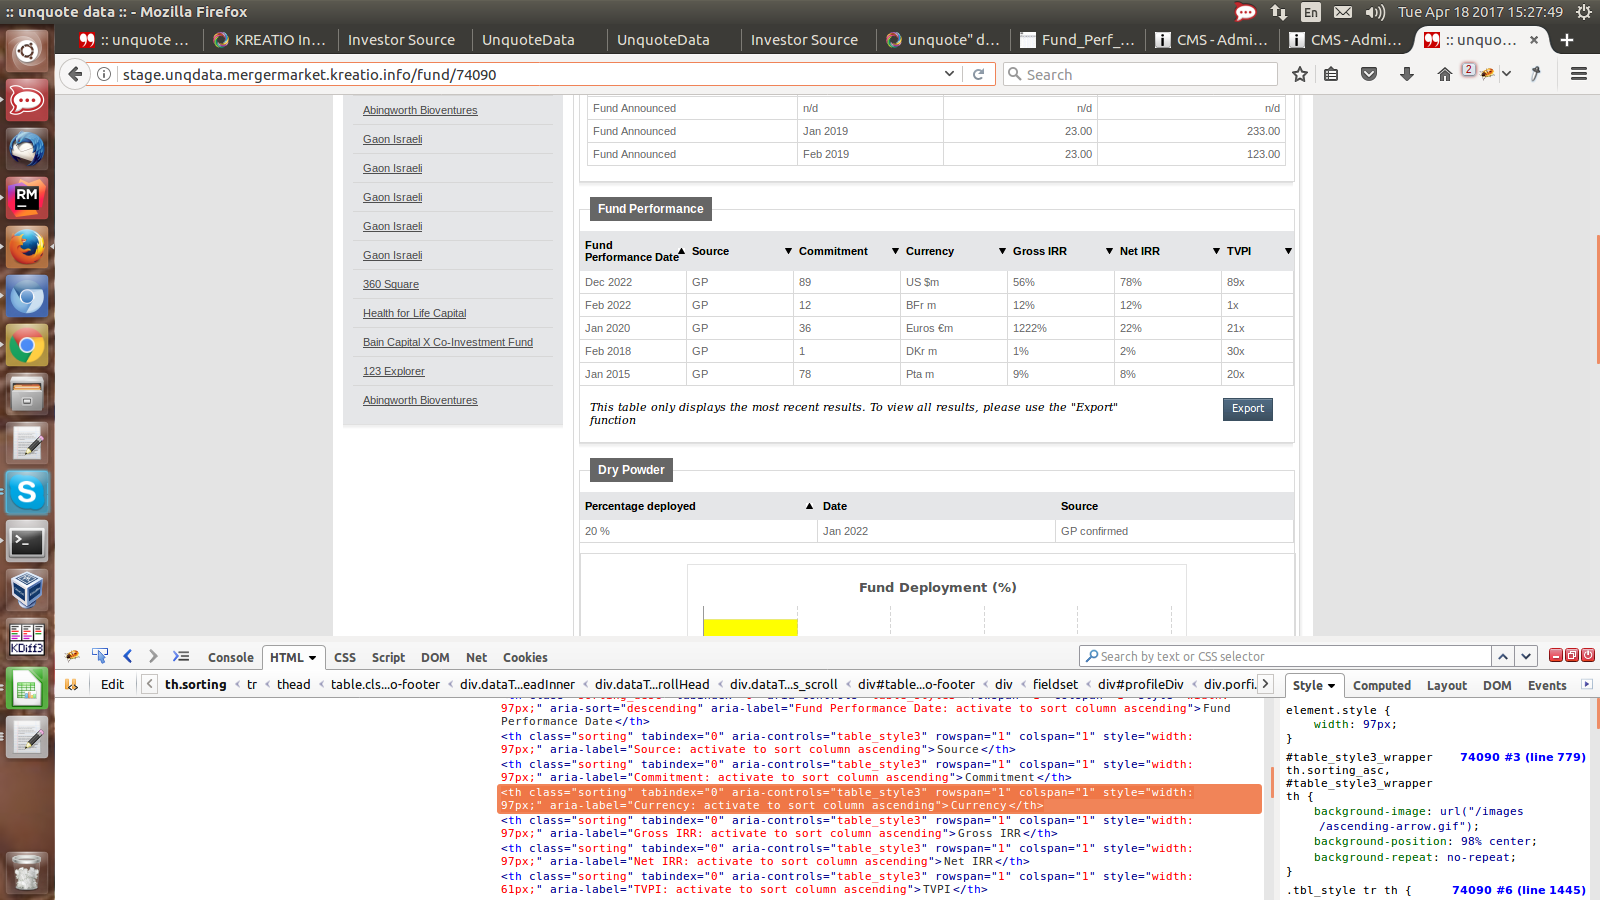 :: unquote data :: - Mozilla Firefox
En
Tue Apr 18 2017 15:27:49
:: unquote ...
KREATIO In...
Investor Source
UnquoteData
UnquoteData
Investor Source
unquote" d...
Fund_Perf_...
CMS - Admi...
CMS - Admi...
:: unquo...
stage.unqdata.mergermarket.kreatio.info/fund/74090
Search
2
Abingworth Bioventures
Gaon Israeli
Gaon Israeli
Gaon Israeli
Gaon Israeli
Gaon Israeli
360 Square
Health for Life Capital
Bain Capital X Co-Investment Fund
123 Explorer
Abingworth Bioventures
Fund Announced n/d n/d n/d
Fund Announced Jan 2019 23.00 233.00
Fund Announced Feb 2019 23.00 123.00
Fund Performance
Fund Performance Date Source Commitment Currency Gross IRR Net IRR TVPI
Dec 2022 GP 89 US $m 56% 78% 89x
Feb 2022 GP 12 BFr m 12% 12% 1x
Jan 2020 GP 36 Euros €m 1222% 22% 21x
Feb 2018 GP 1 DKr m 1% 2% 30x
Jan 2015 GP 78 Pta m 9% 8% 20x
This table only displays the most recent results. To view all results, please use the "Export"
function
Export
Dry Powder
Percentage deployed Date Source
20 % Jan 2022 GP confirmed
Fund Deployment (%)
RM
S
KDiff3
Console HTML CSS Script DOM Net Cookies
Search by text or CSS selector
Edit
th.sorting tr thead table.cls...o-footer div.dataT...eadInner div.dataT...rollHead div.dataT...s_scroll div#table...o-footer div fieldset div#profileDiv div.porfi.
Style Computed Layout DOM Events
97px;" aria-sort="descending" aria-label="Fund Performance Date: activate to sort column ascending">Fund
Performance Date</th>
<th class="sorting" tabindex="0" aria-controls="table_style3" rowspan="1" colspan="1" style="width:
97px;" aria-label="Source: activate to sort column ascending">Source</th>
<th class="sorting" tabindex="0" aria-controls="table_style3" rowspan="1" colspan="1" style="width:
97px;" aria-label="Commitment: activate to sort column ascending">Commitment</th>
<th class="sorting" tabindex="0" aria-controls="table_style3" rowspan="1" colspan="1" style="width:
97px;" aria-label="Currency: activate to sort column ascending">Currency</th>
<th class="sorting" tabindex="0" aria-controls="table_style3" rowspan="1" colspan="1" style="width:
97px;" aria-label="Gross IRR: activate to sort column ascending">Gross IRR</th>
<th class="sorting" tabindex="0" aria-controls="table_style3" rowspan="1" colspan="1" style="width:
97px;" aria-label="Net IRR: activate to sort column ascending">Net IRR</th>
<th class="sorting" tabindex="0" aria-controls="table_style3" rowspan="1" colspan="1" style="width:
61px;" aria-label="TVPI: activate to sort column ascending">TVPI</th>
element.style {
width: 97px;
}
#table_style3_wrapper 74090 #3 (line 779)
th.sorting_asc,
#table_style3_wrapper
th {
background-image: url("/images
/ascending-arrow.gif");
background-position: 98% center;
background-repeat: no-repeat;
}
.tbl_style tr th { 74090 #6 (line 1445)